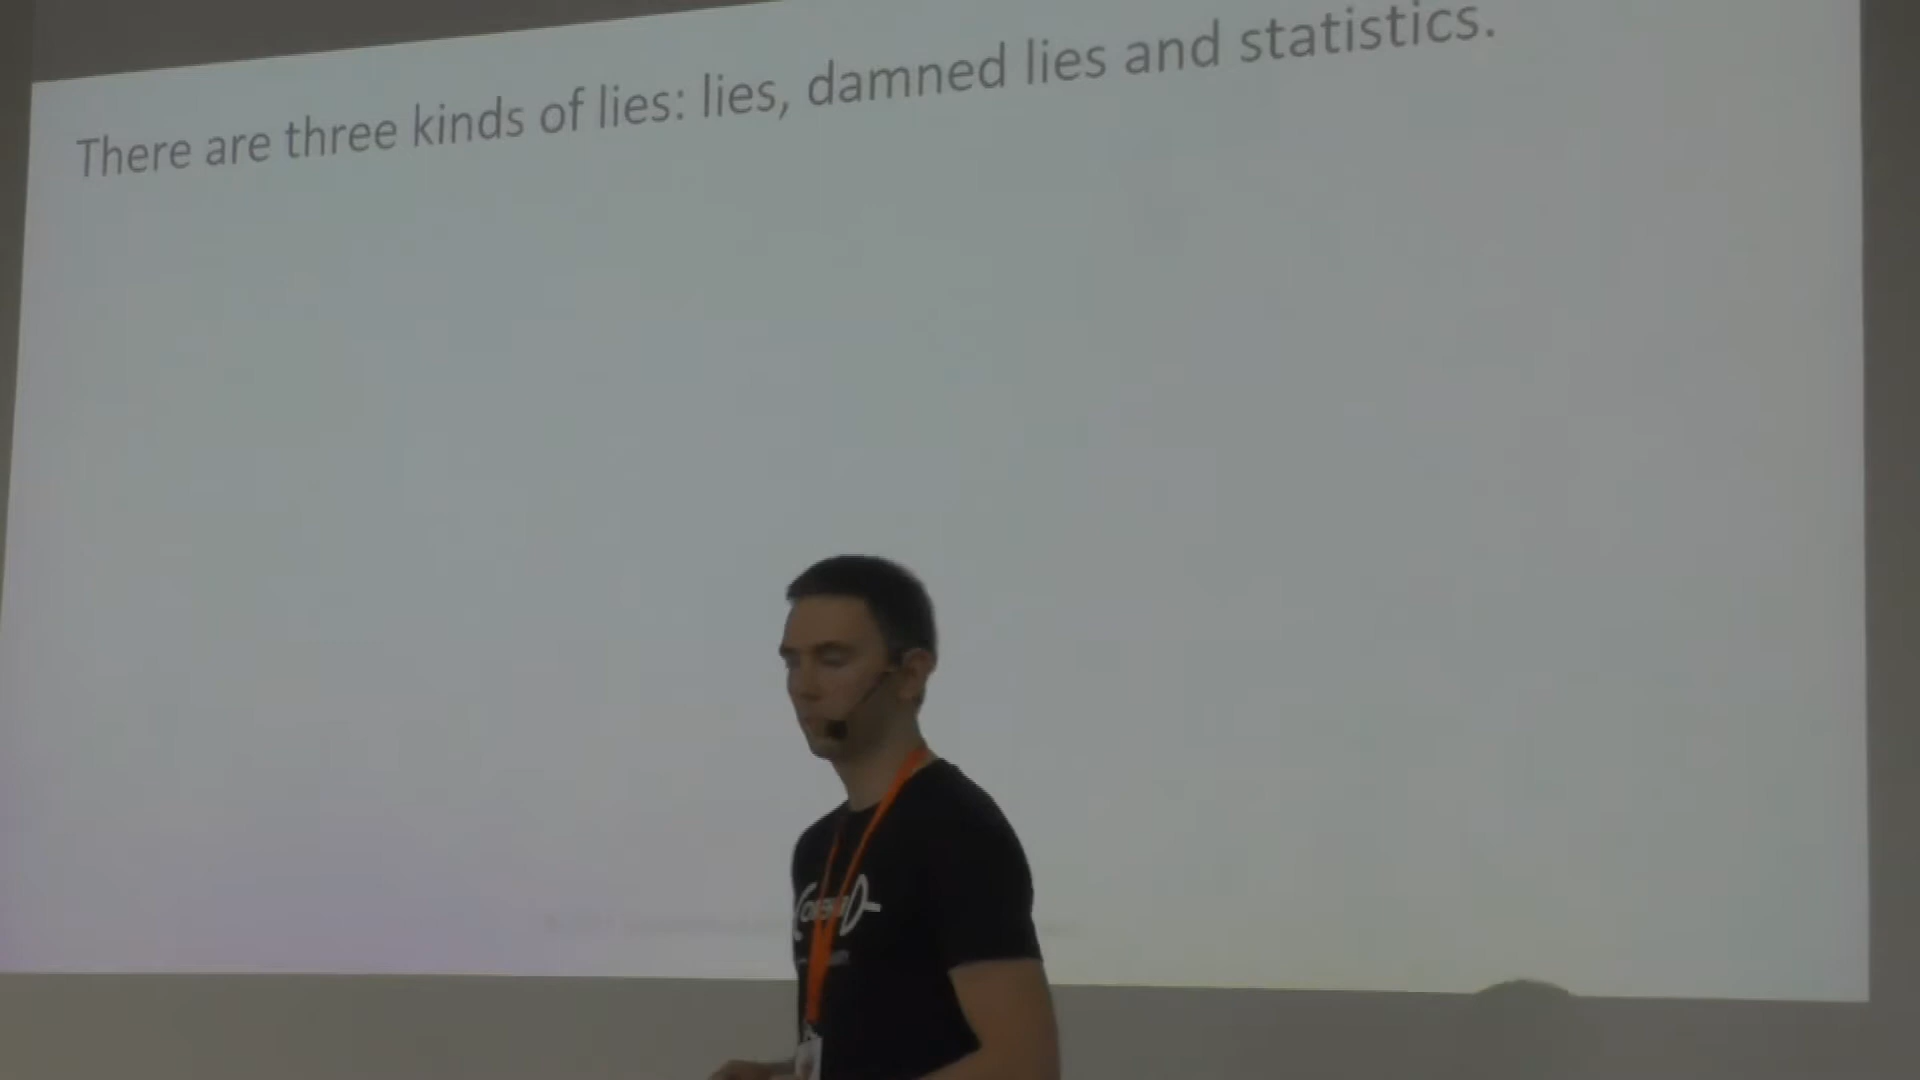 There are three kinds of lies: lies, damned lies and statistics.